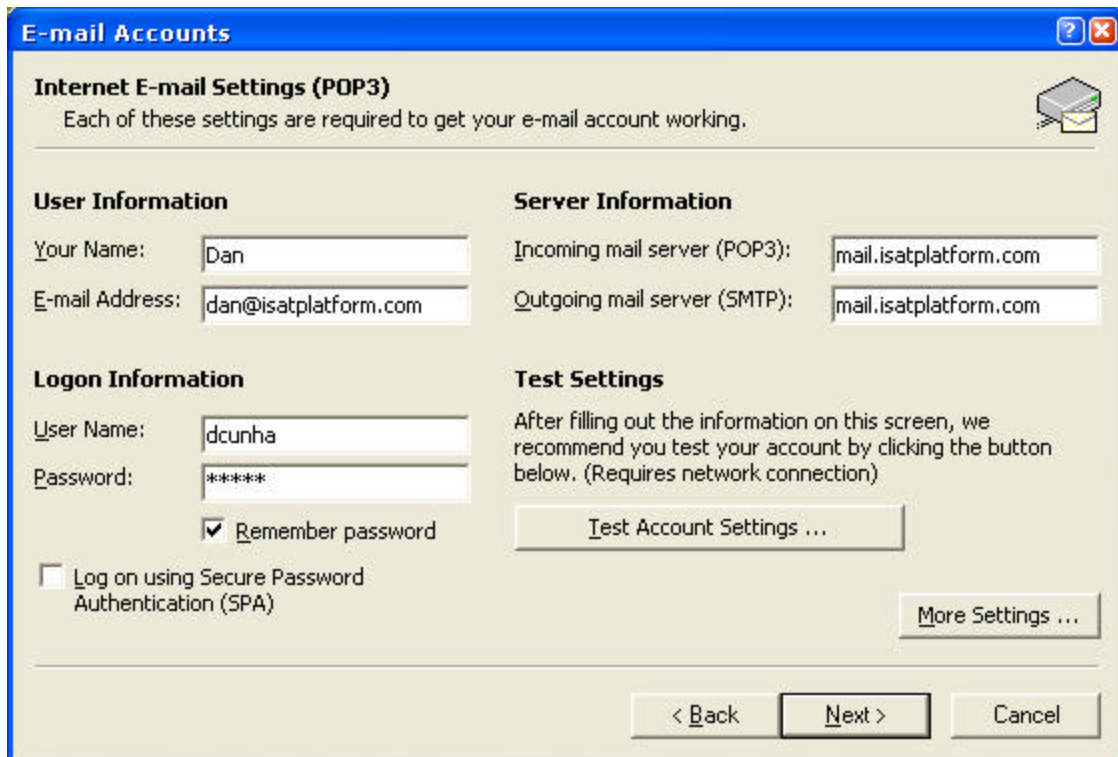 E-mail Accounts
Internet E-mail Settings (POP3)
Each of these settings are required to get your e-mail account working.
User Information
Your Name:
Dan
E-mail Address:
dan@isatplatform.com
Server Information
Incoming mail server (POP3):
mail.isatplatform.com
Outgoing mail server (SMTP):
mail.isatplatform.com
Logon Information
User Name:
dcunha
Password:
*****
Remember password
Log on using Secure Password
Authentication (SPA)
Test Settings
After filling out the information on this screen, we
recommend you test your account by clicking the button
below. (Requires network connection)
Test Account Settings ...
More Settings ...
< Back
Next >
Cancel